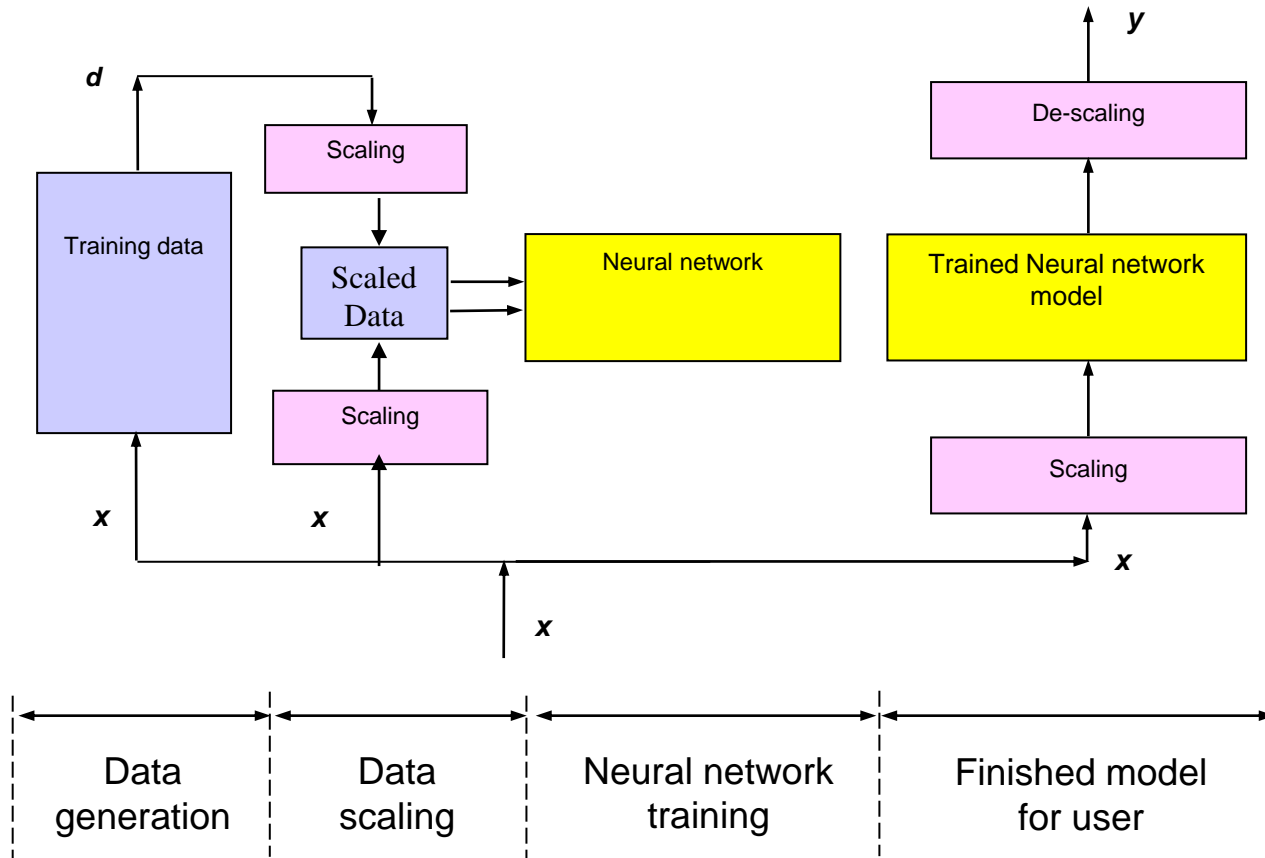 y
d
De-scaling
Scaling
Training data
Scaled
Data
Neural network
Trained Neural network
model
Scaling
Scaling
x
x
x
x
Data
generation
Data
scaling
Neural network
training
Finished model
for user